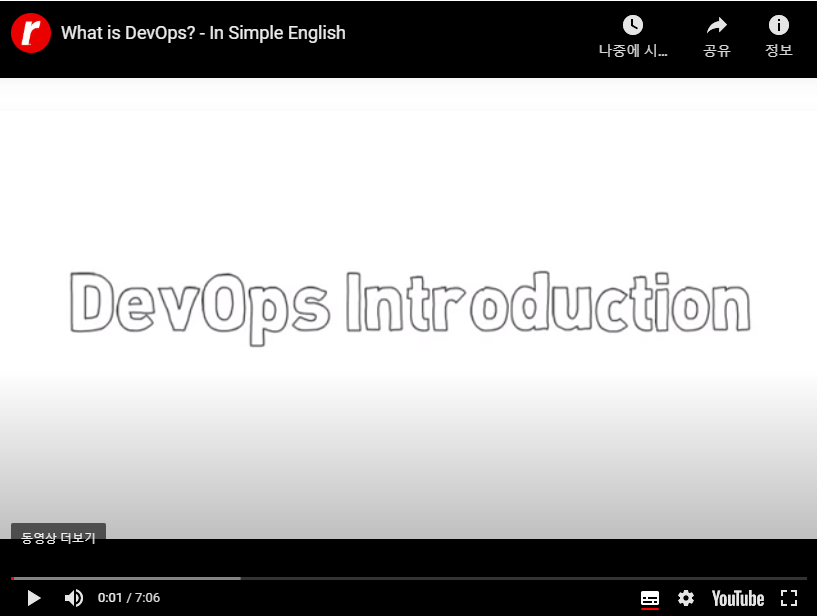 r What is DevOps? - In Simple English
나중에 시... 공유 정보
DevOps Introduction
동영상 더보기
0:01 / 7:06 YouTube